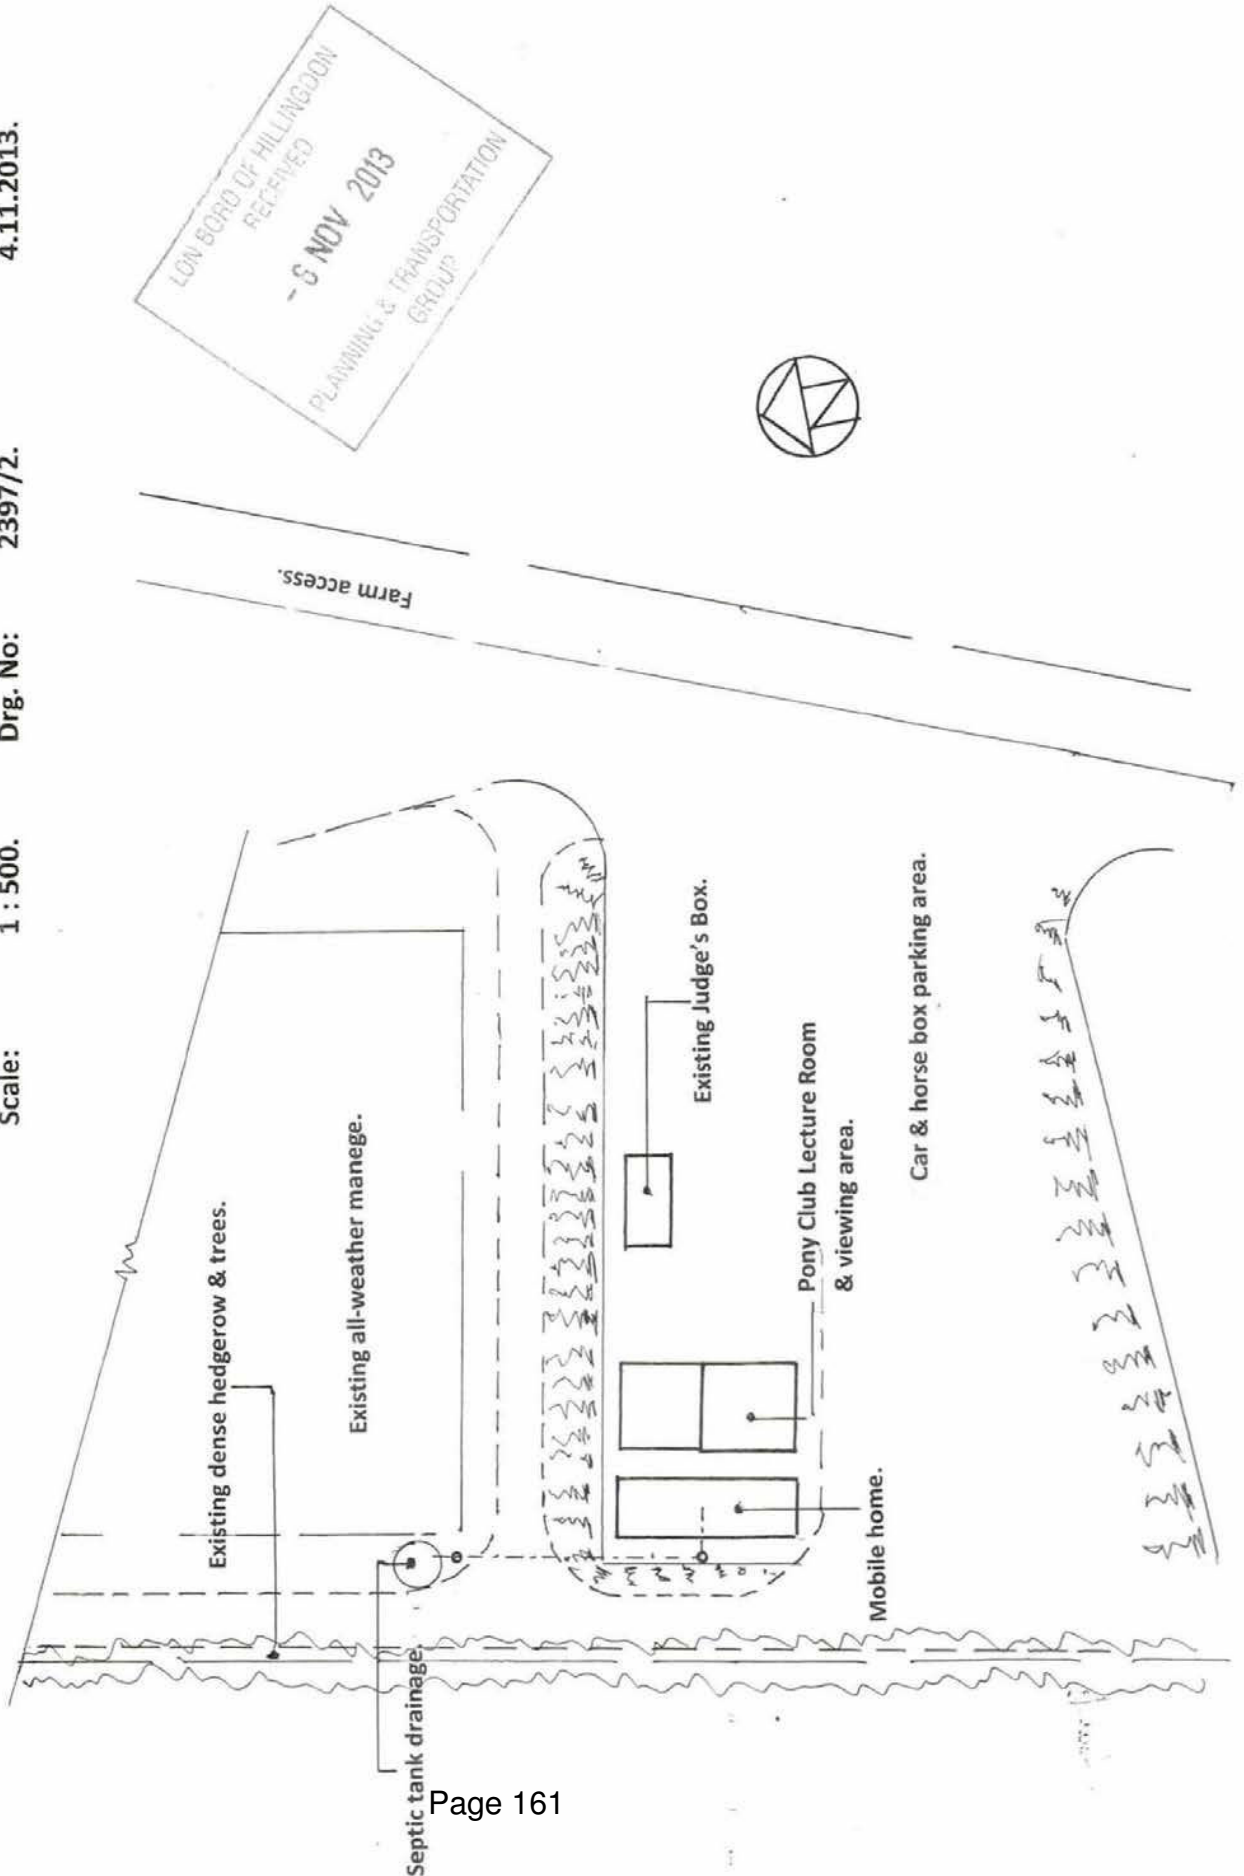 Scale:
1 : 500.
Drg. No:
2397/2.
4.11.2013.
LON BORO OF HILLINGDON
RECEIVED
- 6 NOV 2013
PLANNING & TRANSPORTATION
GROUP
Farm access.
Existing dense hedgerow & trees.
Existing all-weather manege.
Septic tank drainage.
Existing Judge's Box.
Pony Club Lecture Room
& viewing area.
Mobile home.
Car & horse box parking area.
N
Page 161